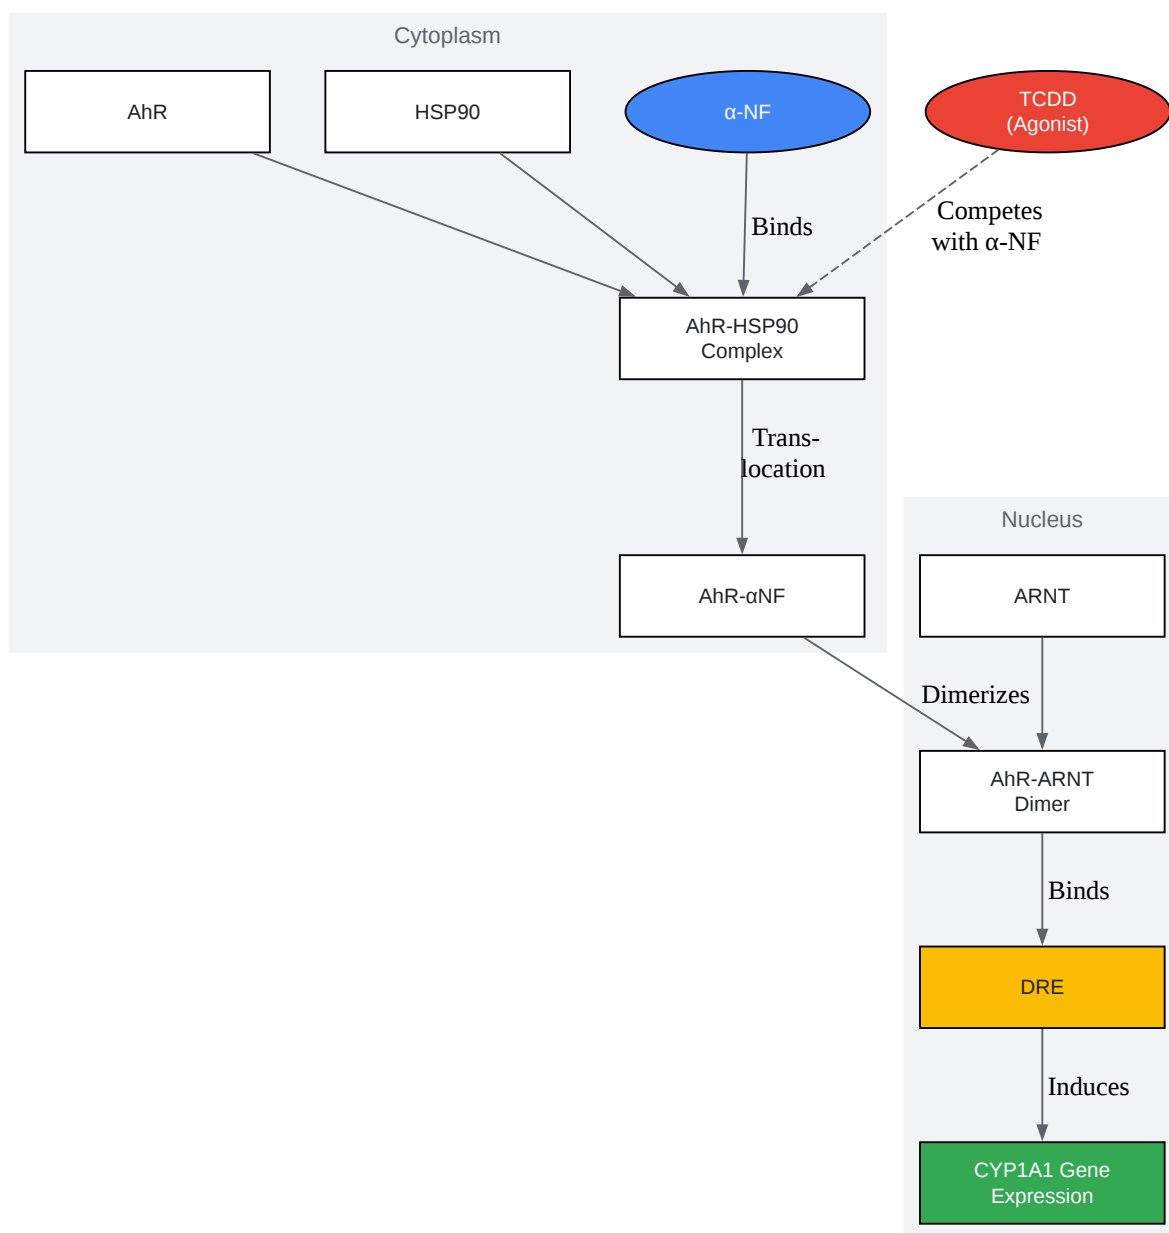 Cytoplasm
AhR
HSP90
α-NF
TCDD
(Agonist)
Binds
Competes
with α-NF
AhR-HSP90
Complex
Trans-
location
Nucleus
AhR-αNF
ARNT
Dimerizes
AhR-ARNT
Dimer
Binds
DRE
Induces
CYP1A1 Gene
Expression